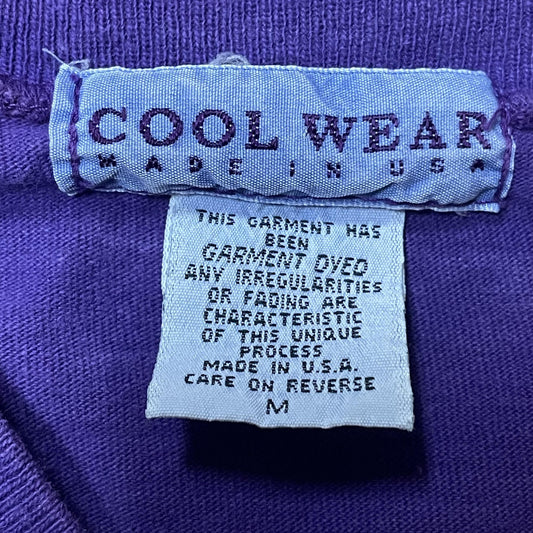 COOL WEAR
MADE IN USA
THIS GARMENT HAS
BEEN
GARMENT DYED
ANY IRREGULARITIES
OR FADING ARE
CHARACTERISTIC
OF THIS UNIQUE
PROCESS
MADE IN U.S.A.
CARE ON REVERSE
M